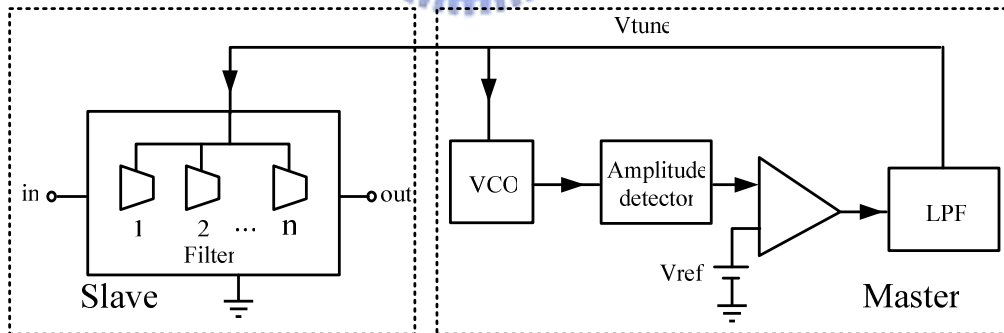 Vtune
in
out
1 2 ... n
Filter
Slave
VCO
Amplitude
detector
Vref
LPF
Master